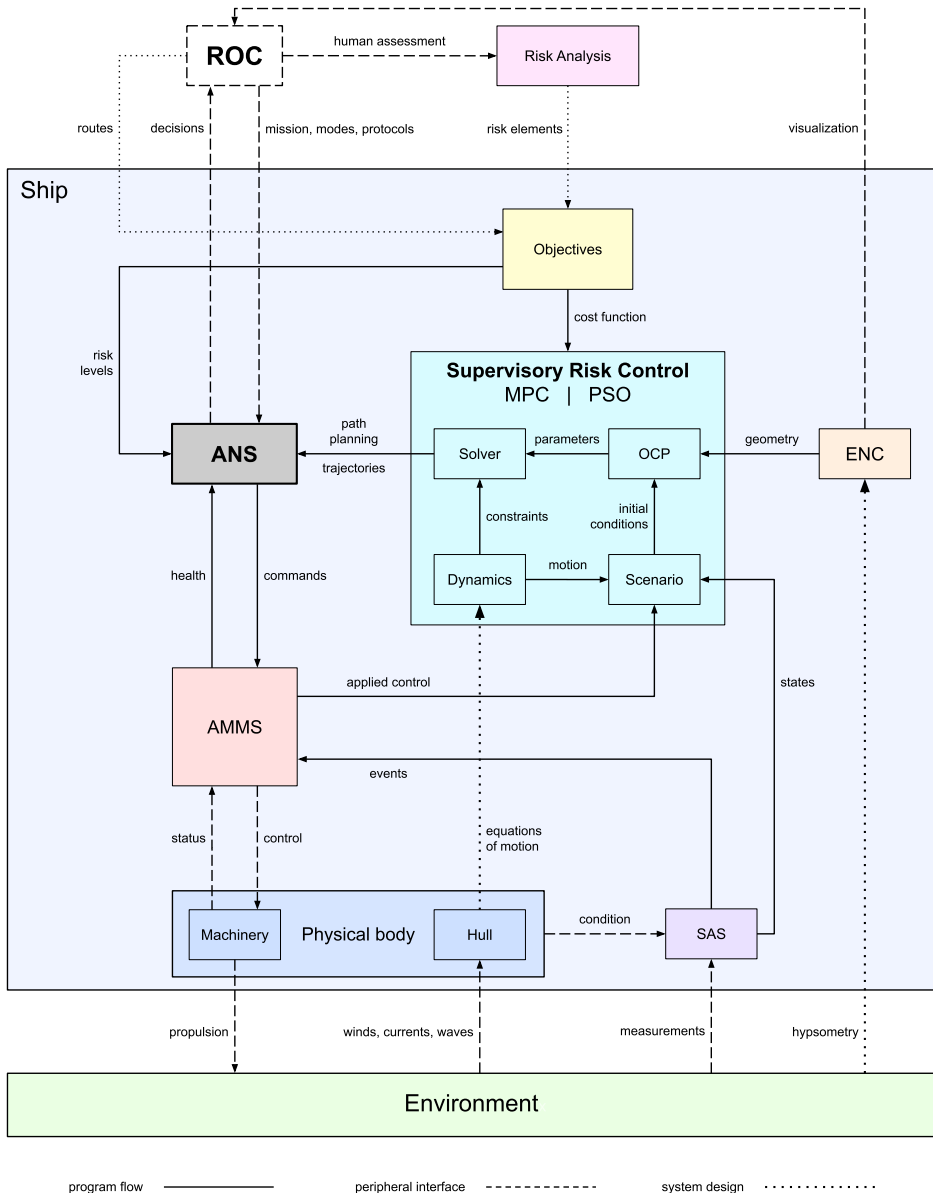 ROC
human assessment
Risk Analysis
routes
decisions
mission, modes, protocols
risk elements
visualization
Ship
Objectives
cost function
risk
levels
Supervisory Risk Control
MPC | PSO
path
planning
trajectories
ANS
Solver
parameters
OCP
geometry
ENC
constraints
initial
conditions
health
commands
Dynamics
motion
Scenario
AMMS
applied control
states
events
status
control
equations
of motion
Machinery
Physical body
Hull
condition
SAS
propulsion
winds, currents, waves
measurements
hypsometry
Environment
program flow
peripheral interface
system design